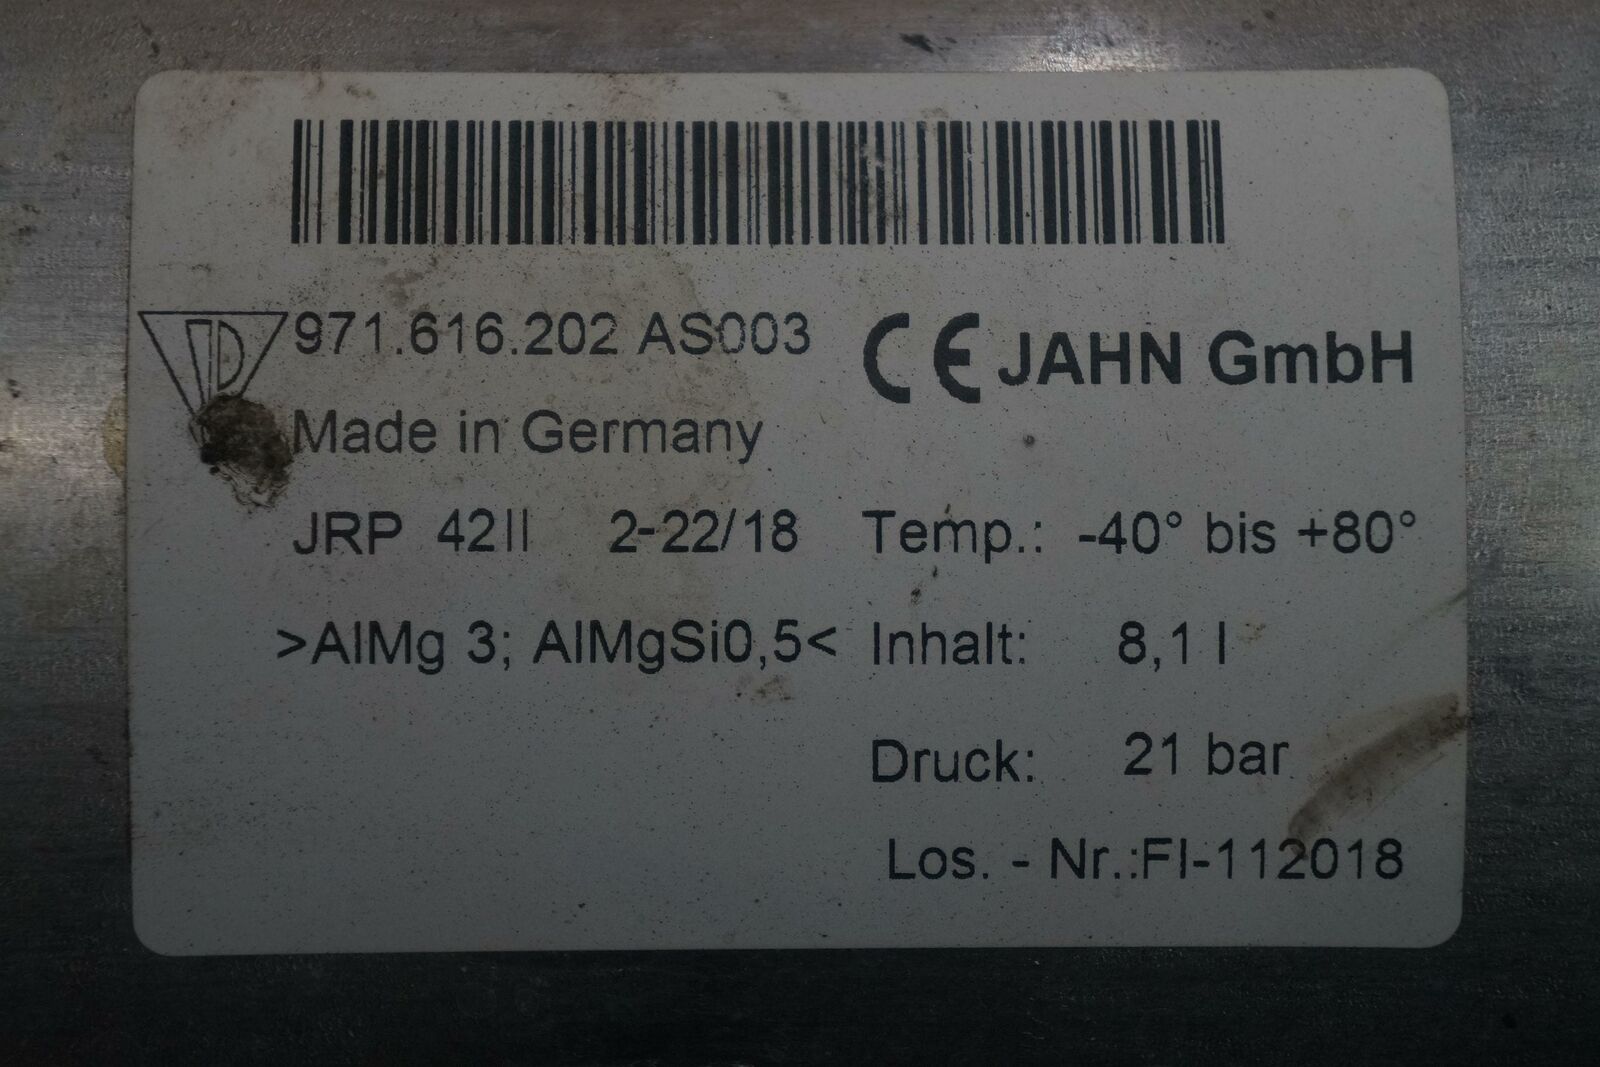 971.616.202 AS003
CE JAHN GmbH
Made in Germany
JRP 42II 2-22/18 Temp.: -40° bis +80°
>AlMg 3; AlMgSi0,5< Inhalt: 8,1 l
Druck: 21 bar
Los. - Nr.:FI-112018